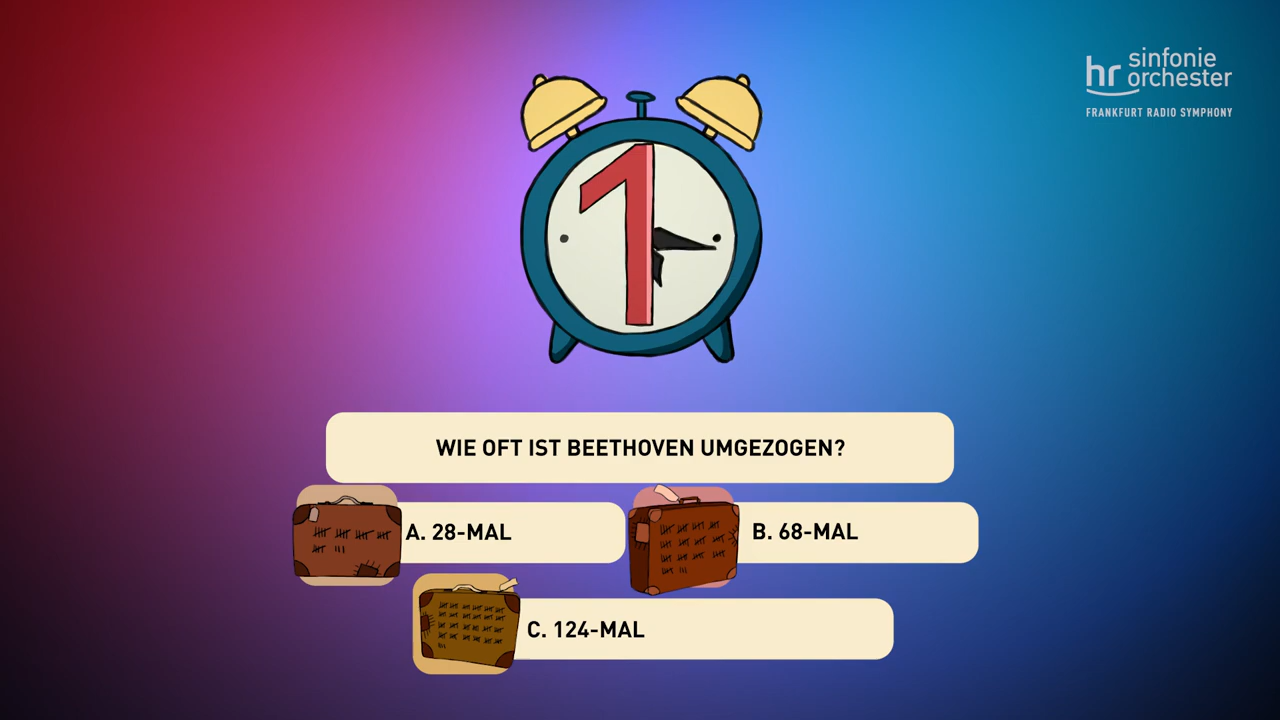 hr sinfonie
orchester
FRANKFURT RADIO SYMPHONY
1
WIE OFT IST BEETHOVEN UMGEZOGEN?
A. 28-MAL
B. 68-MAL
C. 124-MAL